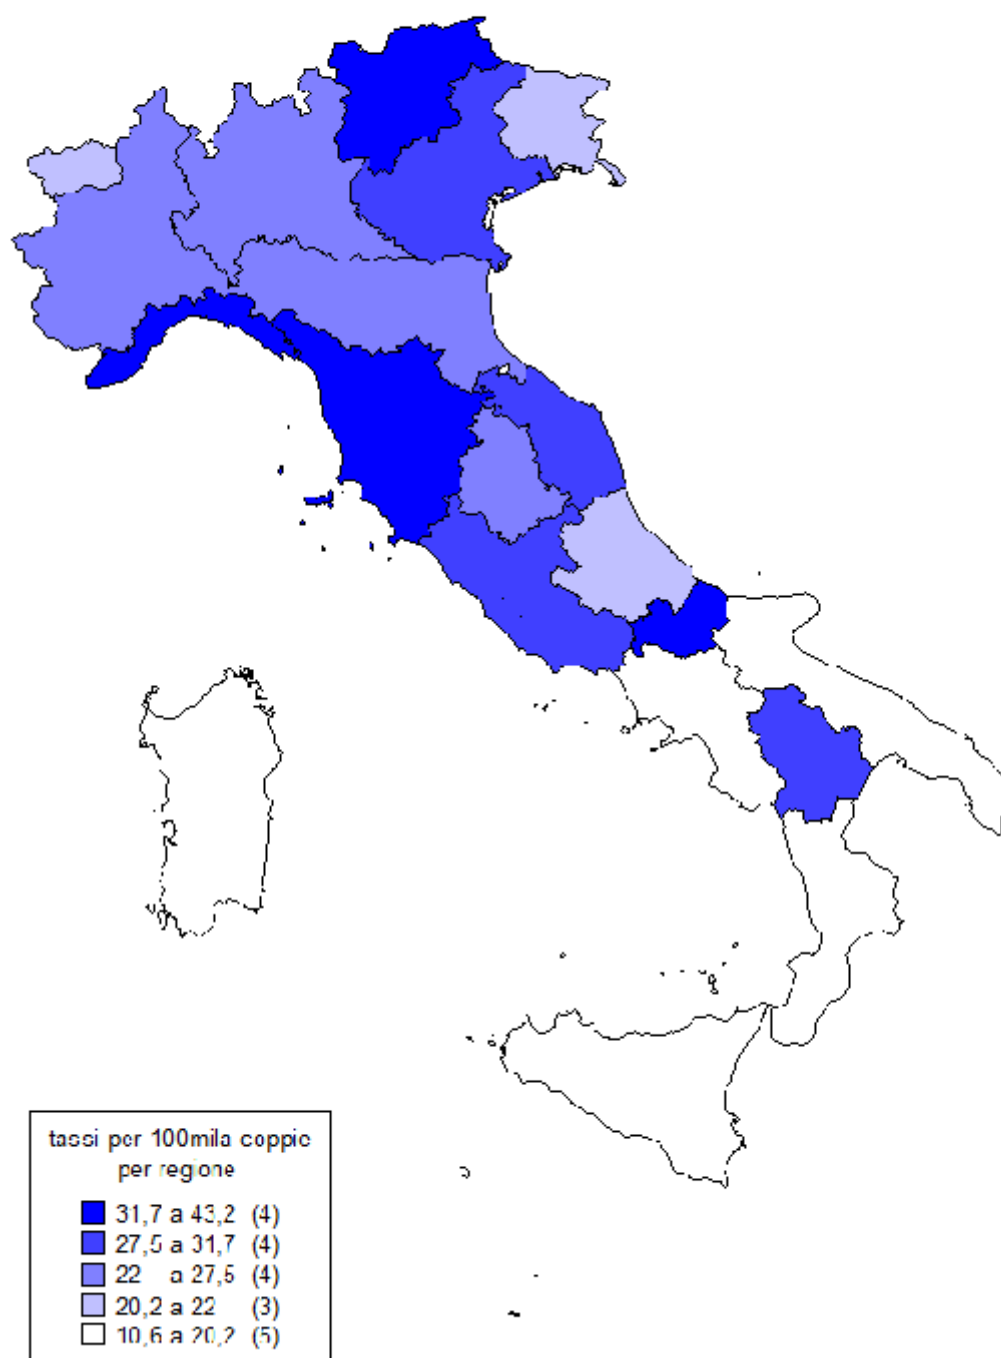 tassi per 100mila coppie
per regione
31,7 a 43,2 (4)
27,5 a 31,7 (4)
22 a 27,5 (4)
20,2 a 22 (3)
10,6 a 20,2 (5)